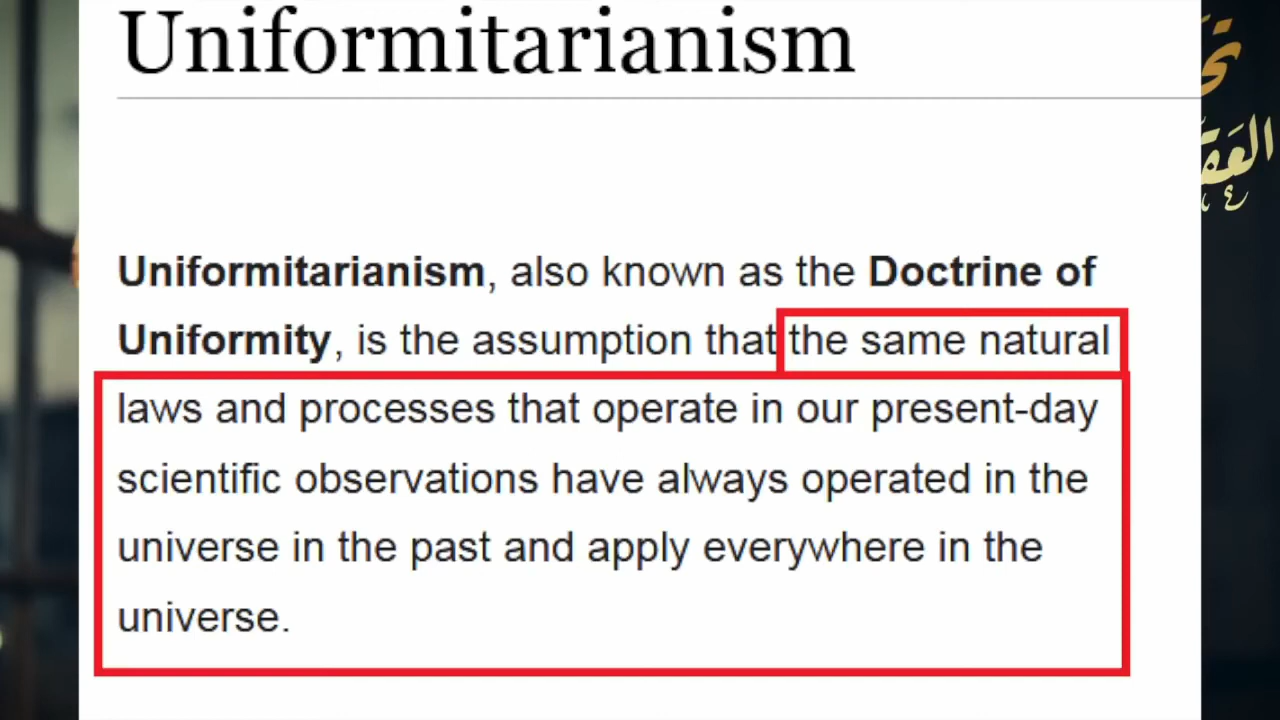 Uniformitarianism
Uniformitarianism, also known as the Doctrine of
Uniformity, is the assumption that the same natural
laws and processes that operate in our present-day
scientific observations have always operated in the
universe in the past and apply everywhere in the
universe.